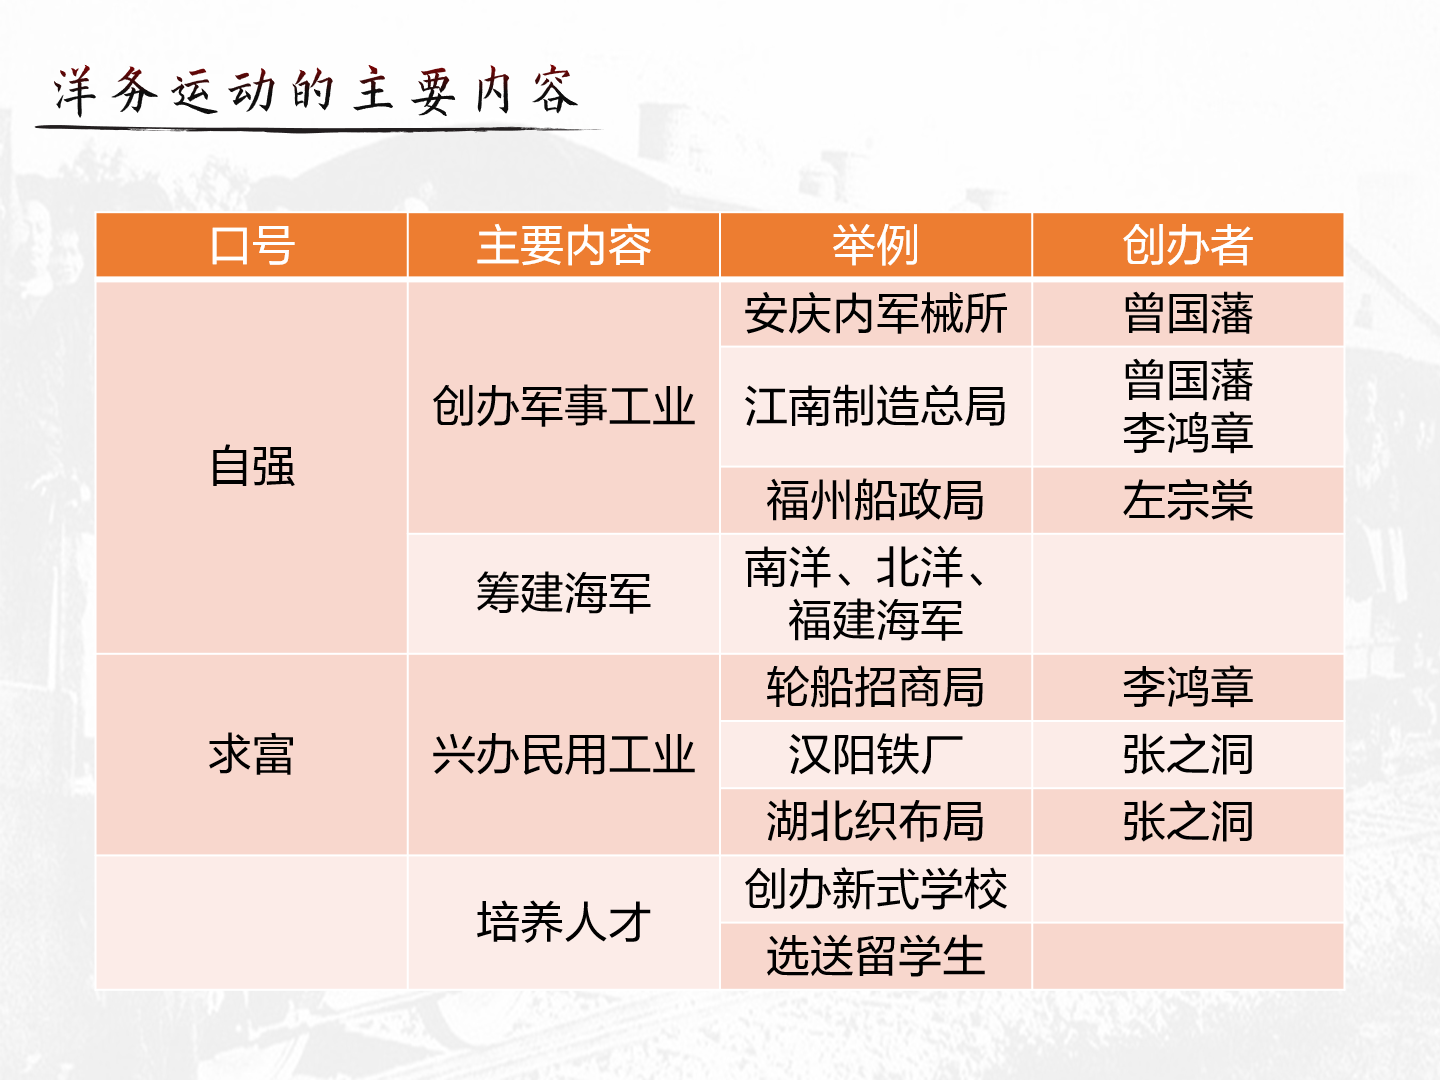 洋务运动的主要内容
口号 主要内容 举例 创办者
自强 创办军事工业 安庆内军械所 曾国藩
江南制造总局 曾国藩
李鸿章
福州船政局 左宗棠
筹建海军 南洋、北洋、
福建海军
求富 兴办民用工业 轮船招商局 李鸿章
汉阳铁厂 张之洞
湖北织布局 张之洞
培养人才 创办新式学校
选送留学生